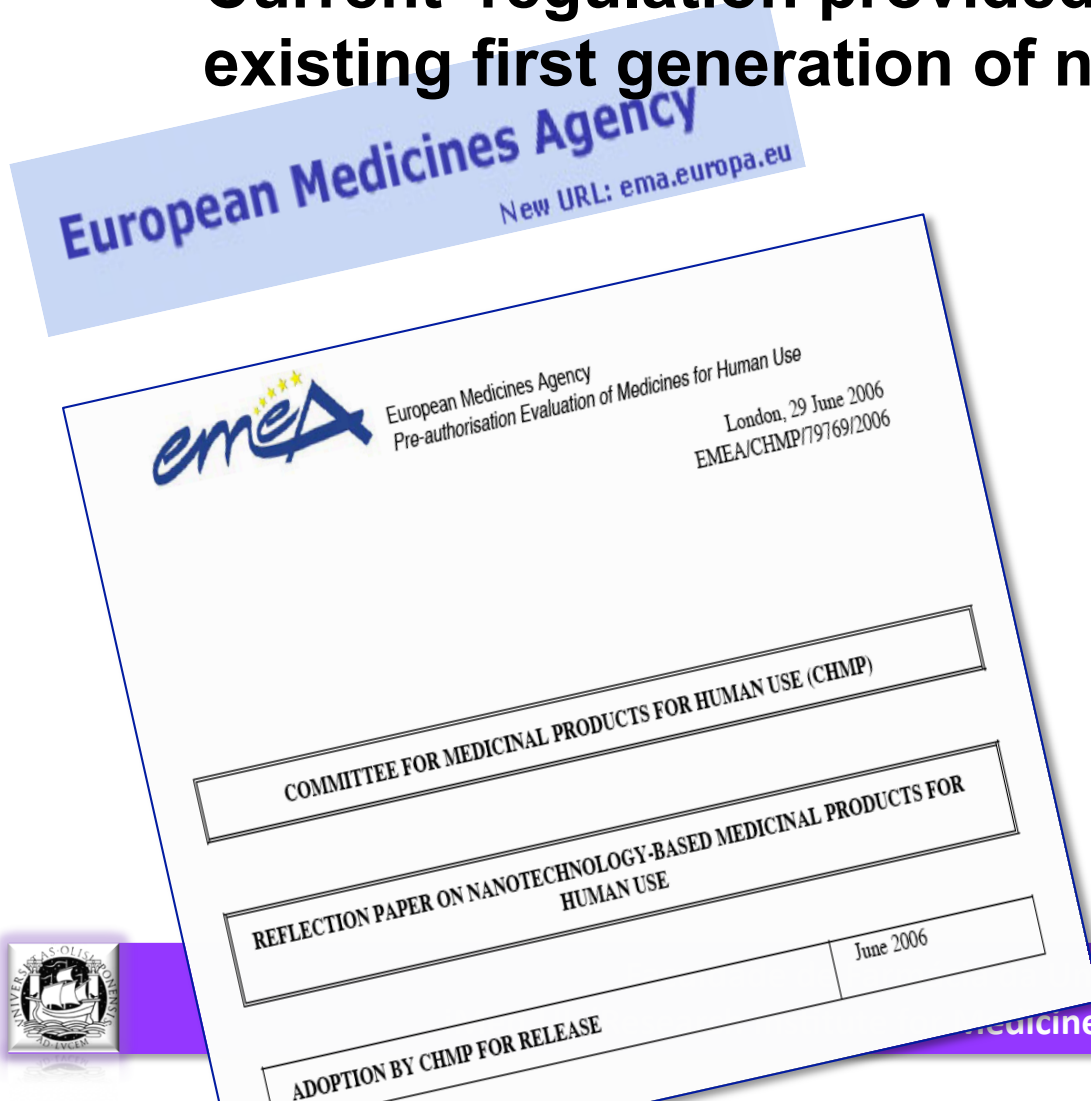 existing first generation of n
European Medicines Agency
New URL: ema.europa.eu
emeA
European Medicines Agency
Pre-authorisation Evaluation of Medicines for Human Use
London, 29 June 2006
EMEA/CHMP/79769/2006
COMMITTEE FOR MEDICINAL PRODUCTS FOR HUMAN USE (CHMP)
REFLECTION PAPER ON NANOTECHNOLOGY-BASED MEDICINAL PRODUCTS FOR
HUMAN USE
ADOPTION BY CHMP FOR RELEASE
June 2006